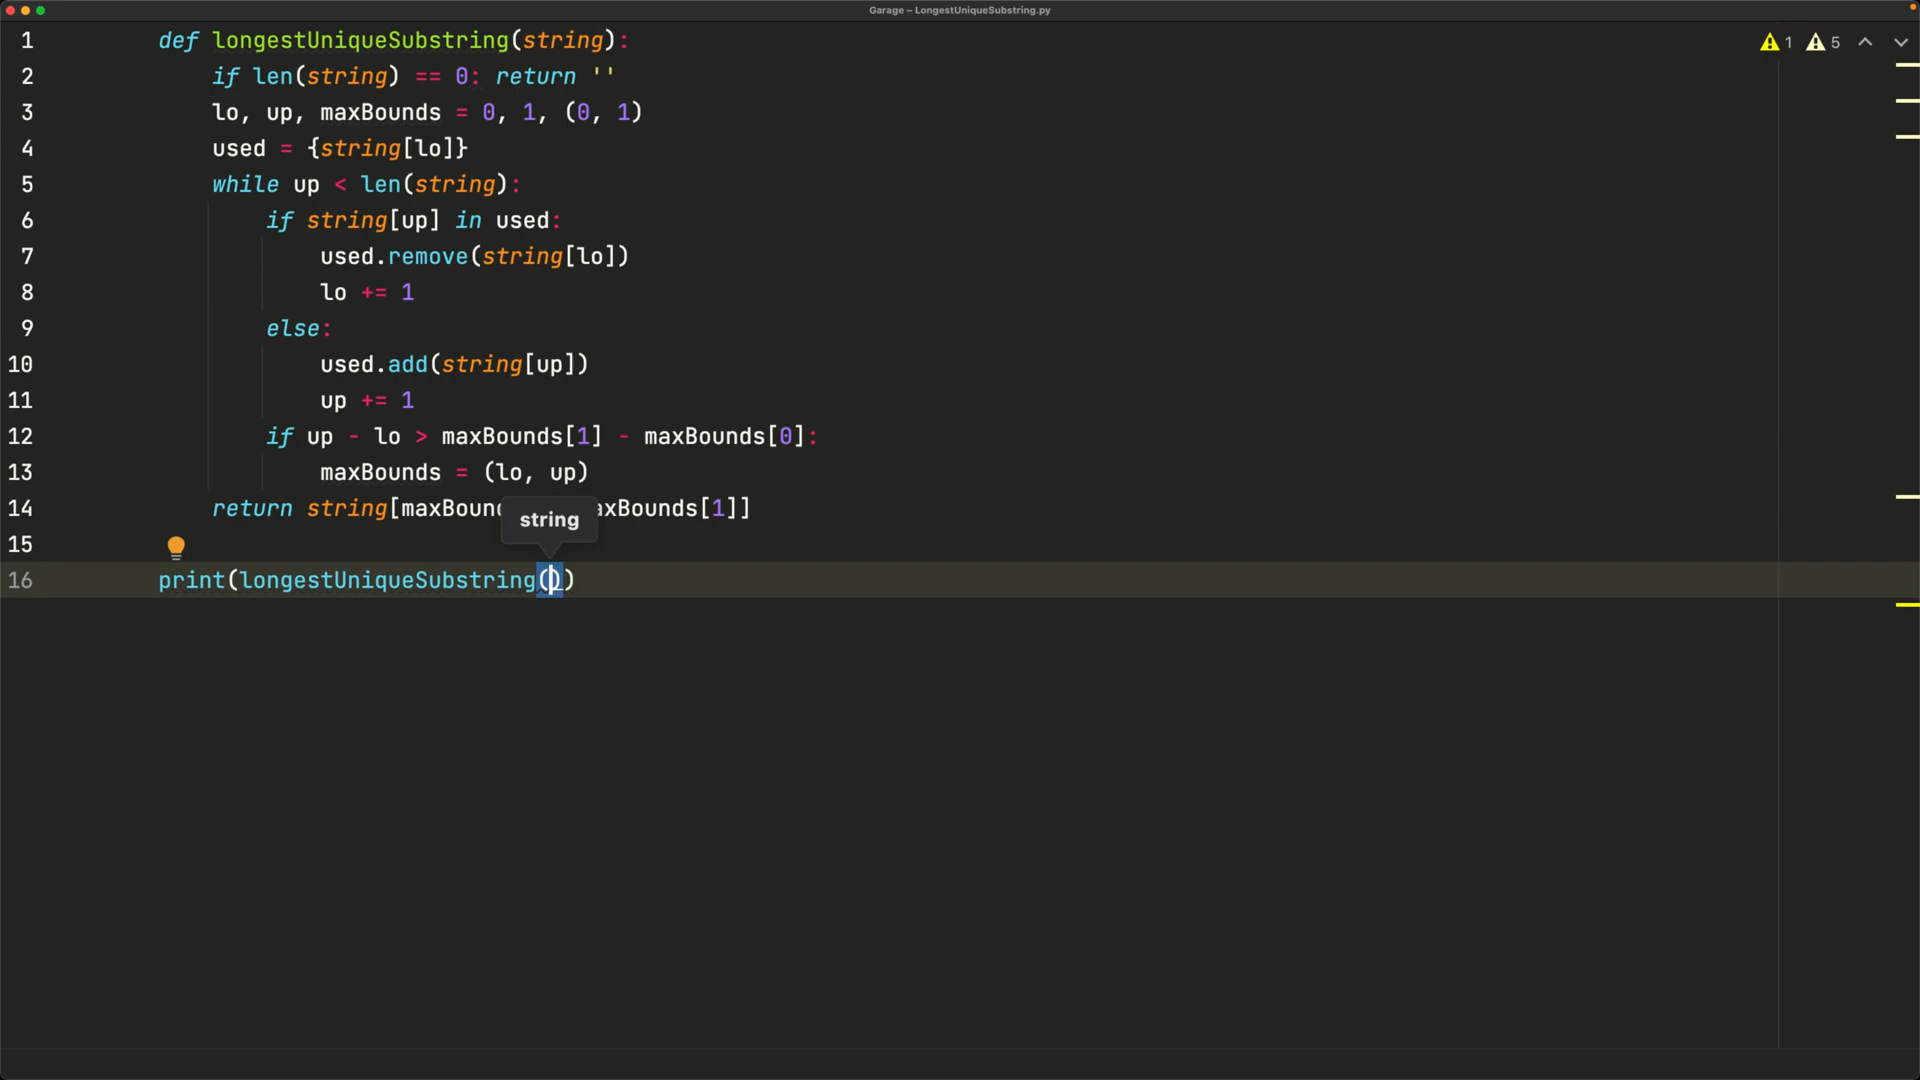 Garage – LongestUniqueSubstring.py
1 def longestUniqueSubstring(string):
2 if len(string) == 0: return ''
3 lo, up, maxBounds = 0, 1, (0, 1)
4 used = {string[lo]}
5 while up < len(string):
6 if string[up] in used:
7 used.remove(string[lo])
8 lo += 1
9 else:
10 used.add(string[up])
11 up += 1
12 if up - lo > maxBounds[1] - maxBounds[0]:
13 maxBounds = (lo, up)
14 return string[maxBoun axBounds[1]]
string
15
16 print(longestUniqueSubstring())
1 5